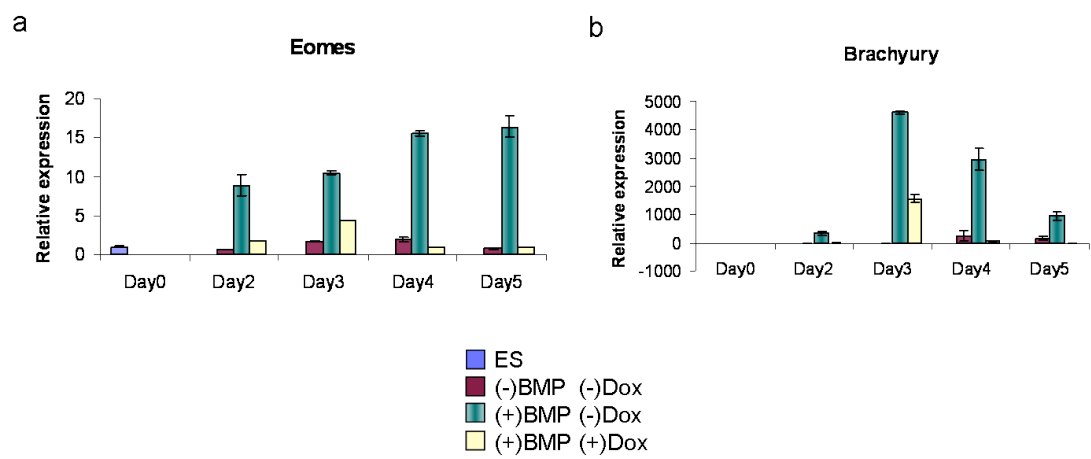 a
Eomes
Relative expression
20
15
10
5
0
Day0 Day2 Day3 Day4 Day5
b
Brachyury
Relative expression
5000
4000
3000
2000
1000
0
-1000
Day0 Day2 Day3 Day4 Day5
ES
(-)BMP (-)Dox
(+)BMP (-)Dox
(+)BMP (+)Dox